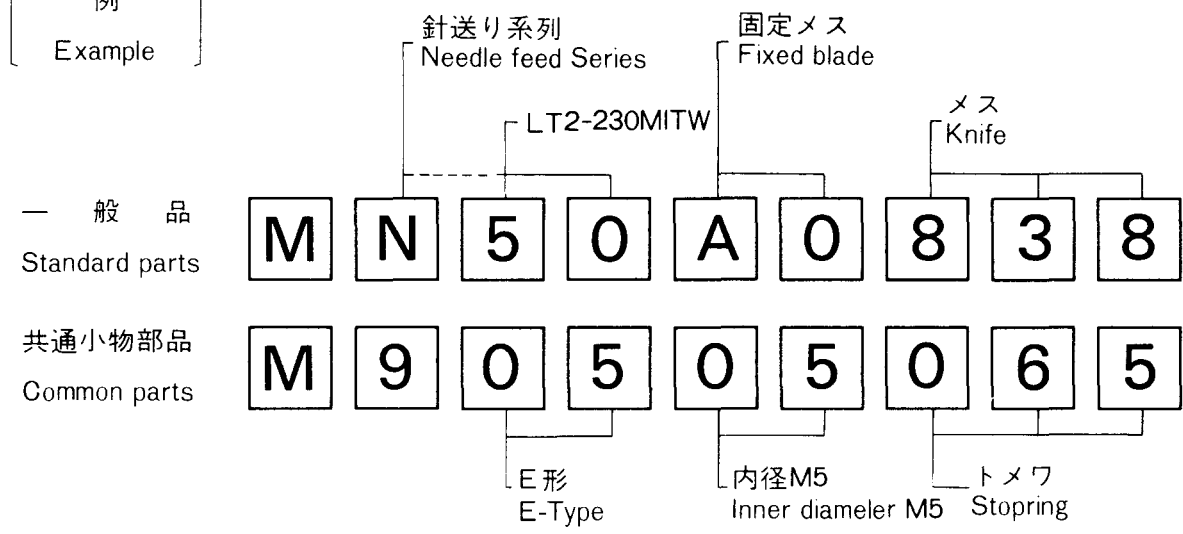 例
Example
針送り系列
Needle feed Series
固定メス
Fixed blade
LT2-230MITW
メス
Knife
一般品
Standard parts
M N 5 0 A 0 8 3 8
共通小物部品
Common parts
M 9 0 5 0 5 0 6 5
E形
E-Type
内径M5
Inner diameler M5
トメワ
Stopring